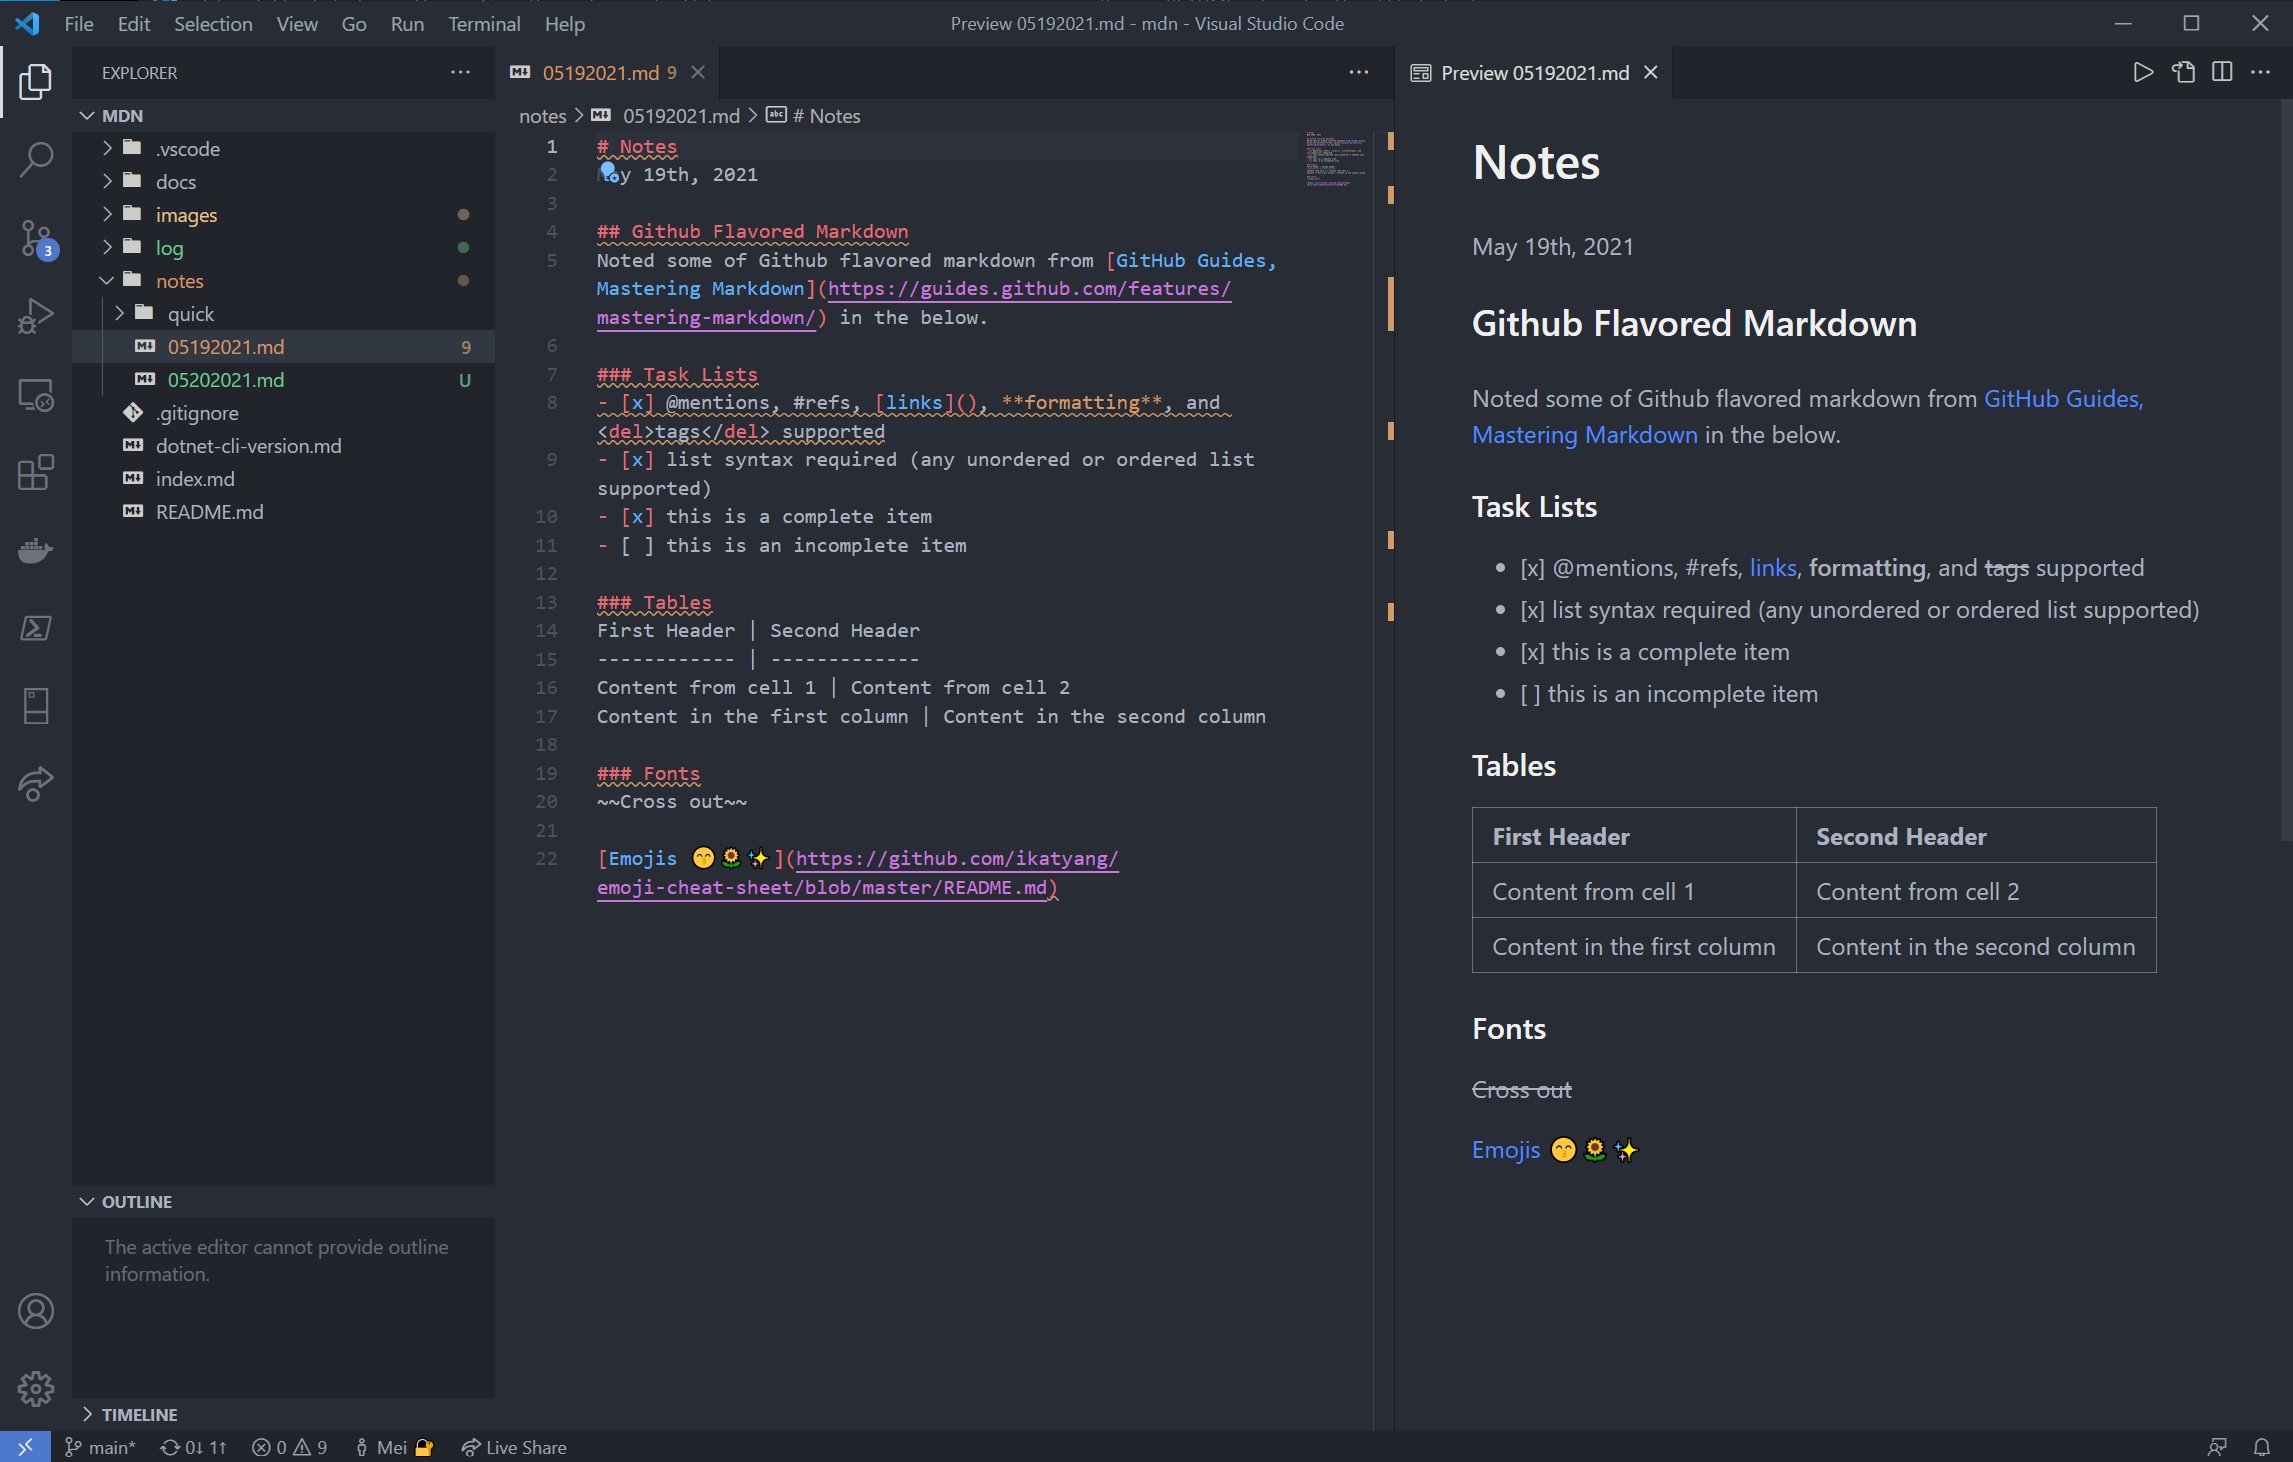 File Edit Selection View Go Run Terminal Help
Preview 05192021.md - mdn - Visual Studio Code
EXPLORER
MDN
.vscode
docs
images
log
notes
quick
05192021.md 9
05202021.md U
.gitignore
dotnet-cli-version.md
index.md
README.md
3
OUTLINE
The active editor cannot provide outline
information.
TIMELINE
05192021.md 9
notes > 05192021.md > # Notes
1 # Notes
2 May 19th, 2021
3
4 ## Github Flavored Markdown
5 Noted some of Github flavored markdown from [GitHub Guides,
Mastering Markdown](https://guides.github.com/features/
mastering-markdown/) in the below.
6
7 ### Task Lists
8 - [x] @mentions, #refs, [links](), **formatting**, and
<del>tags</del> supported
9 - [x] list syntax required (any unordered or ordered list
supported)
10 - [x] this is a complete item
11 - [ ] this is an incomplete item
12
13 ### Tables
14 First Header | Second Header
15 ------------ | -------------
16 Content from cell 1 | Content from cell 2
17 Content in the first column | Content in the second column
18
19 ### Fonts
20 ~~Cross out~~
21
22 [Emojis 😙🌻✨](https://github.com/ikatyang/
emoji-cheat-sheet/blob/master/README.md)
Preview 05192021.md
Notes
May 19th, 2021
Github Flavored Markdown
Noted some of Github flavored markdown from GitHub Guides,
Mastering Markdown in the below.
Task Lists
• [x] @mentions, #refs, links, formatting, and tags supported
• [x] list syntax required (any unordered or ordered list supported)
• [x] this is a complete item
• [ ] this is an incomplete item
Tables
First Header Second Header
Content from cell 1 Content from cell 2
Content in the first column Content in the second column
Fonts
Cross out
Emojis 😙🌻✨
main* 0↓ 1↑ 0 9 Mei 🔐 Live Share